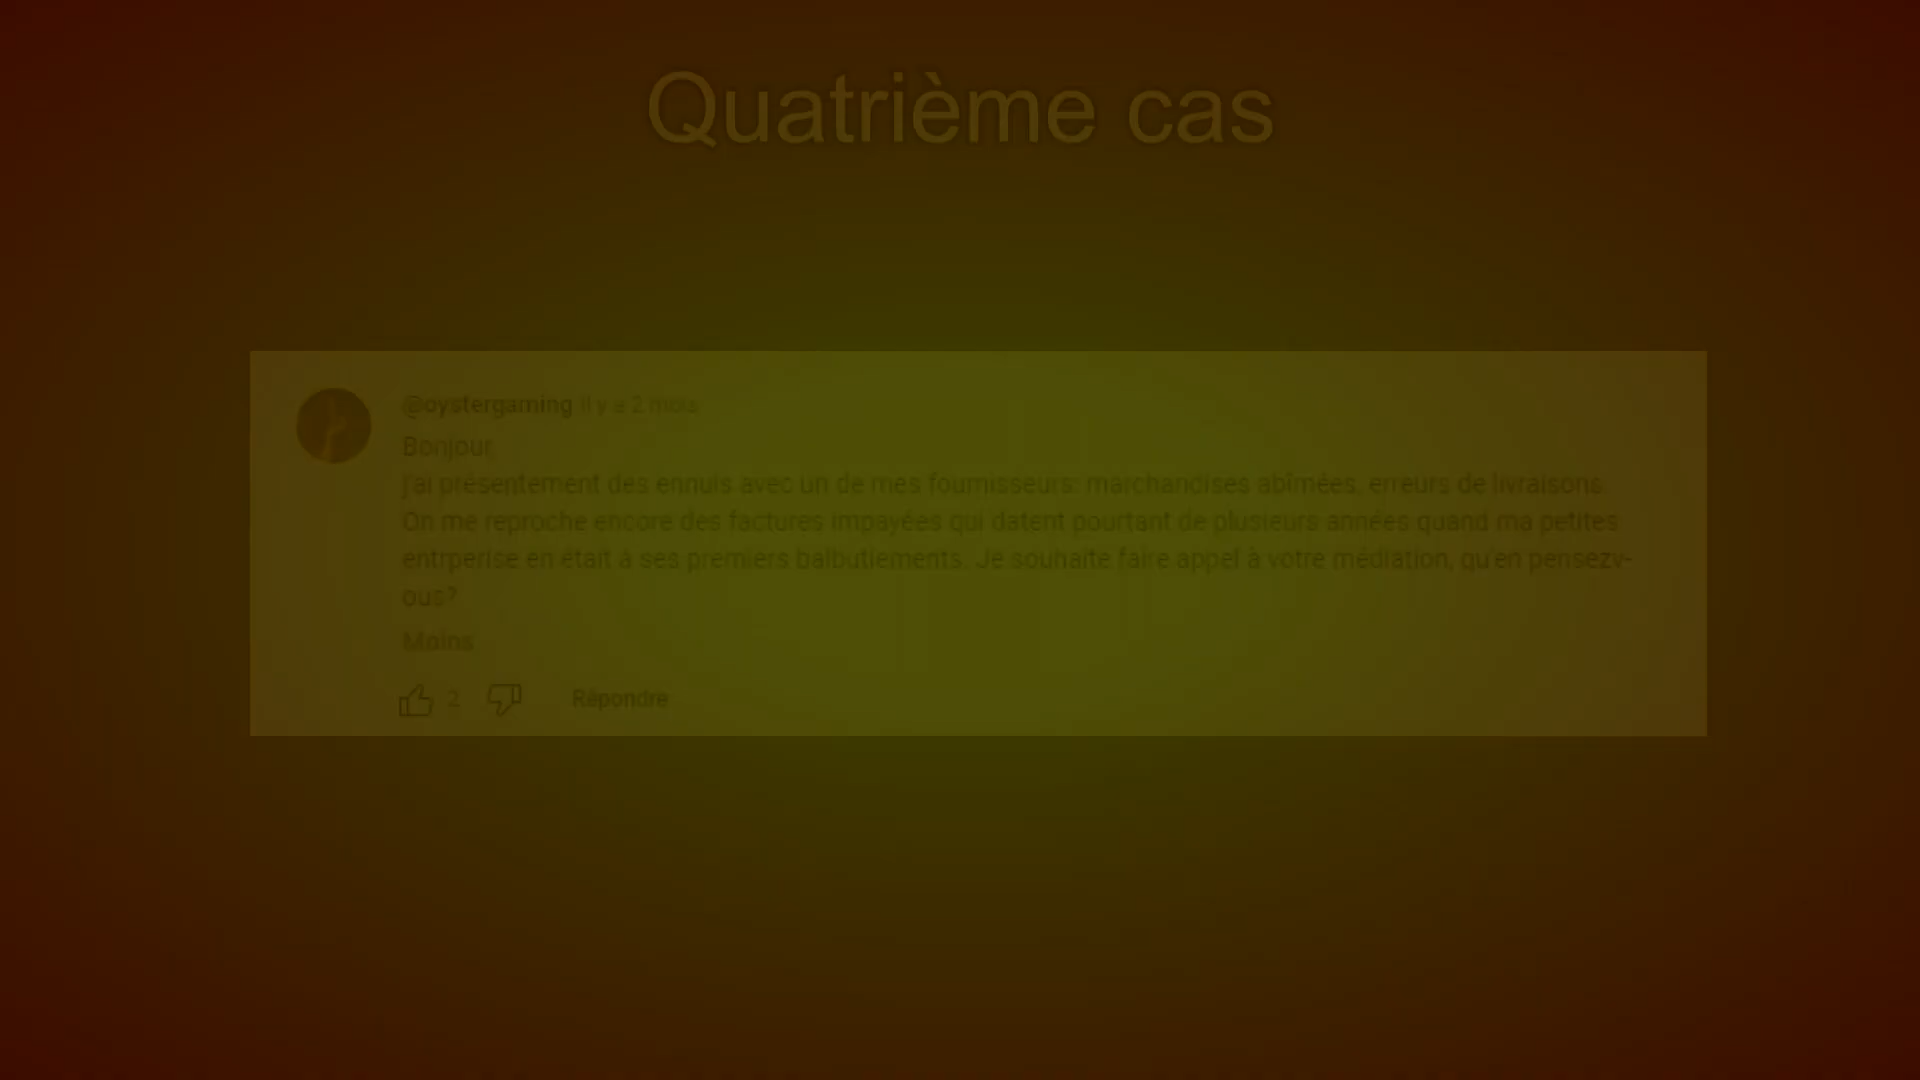 Quatrième cas
@oystergaming il y a 2 mois
Bonjour
j'ai présentement des ennuis avec un de mes fournisseurs: marchandises abîmées, erreurs de livraisons.
On me reproche encore des factures impayées qui datent pourtant de plusieurs années quand ma petites
entrperise en était à ses premiers balbutiements. Je souhaite faire appel à votre médiation, qu'en pensezv-
ous?
Moins
2 Répondre